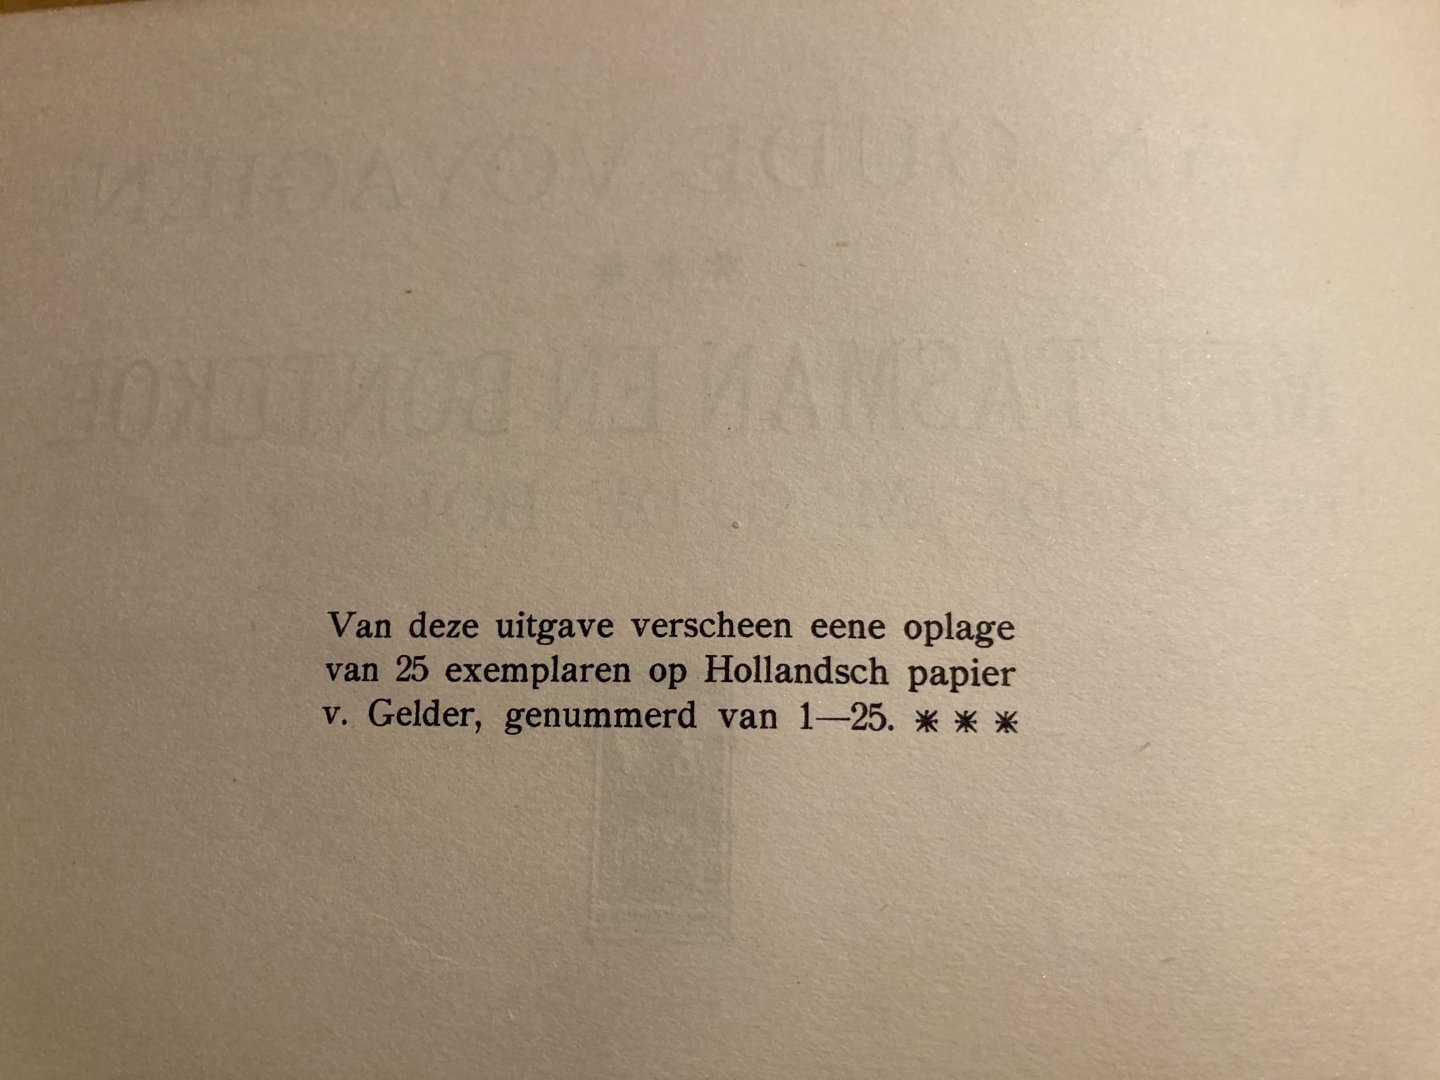 Van deze uitgave verscheen eene oplage
van 25 exemplaren op Hollandsch papier
v. Gelder, genummerd van 1—25. * * *